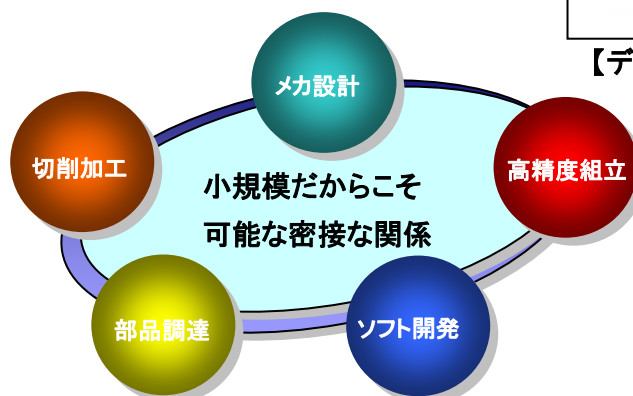 【デ
メカ設計
切削加工
高精度組立
小規模だからこそ
可能な密接な関係
部品調達
ソフト開発